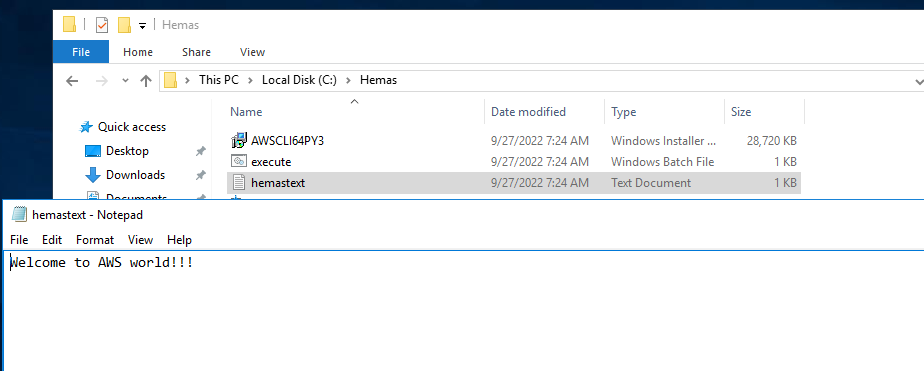 Hemas
File Home Share View
This PC Local Disk (C:) Hemas
Name Date modified Type Size
Quick access
AWSCLI64PY3 9/27/2022 7:24 AM Windows Installer ... 28,720 KB
Desktop
execute 9/27/2022 7:24 AM Windows Batch File 1 KB
Downloads
hemastext 9/27/2022 7:24 AM Text Document 1 KB
Documents
hemastext - Notepad
File Edit Format View Help
Welcome to AWS world!!!